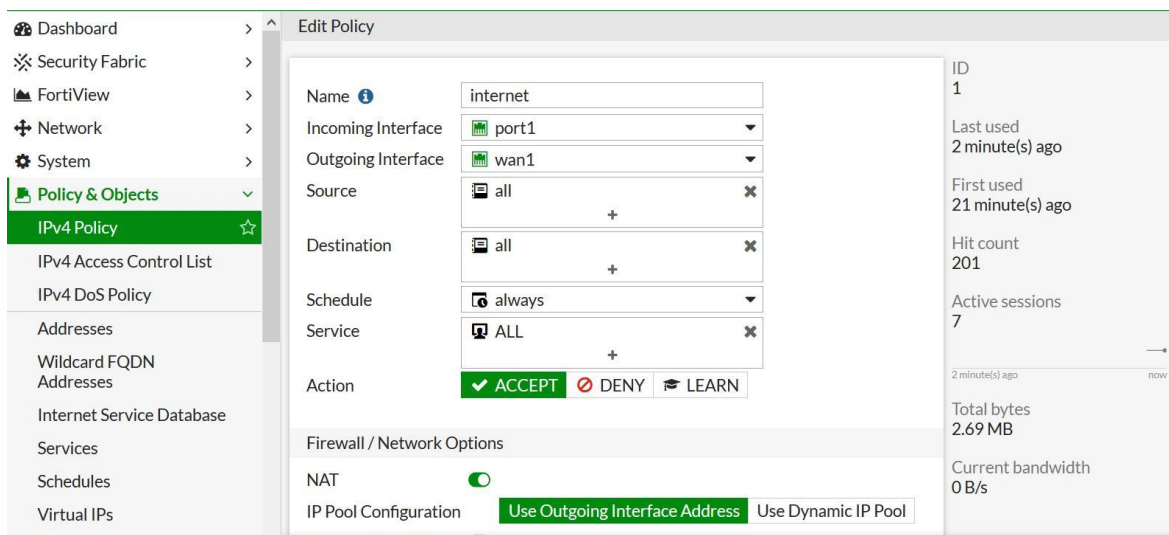 Dashboard
Security Fabric
FortiView
Network
System
Policy & Objects
IPv4 Policy
IPv4 Access Control List
IPv4 DoS Policy
Addresses
Wildcard FQDN
Addresses
Internet Service Database
Services
Schedules
Virtual IPs
Edit Policy
Name internet
Incoming Interface port1
Outgoing Interface wan1
Source all
+
Destination all
+
Schedule always
Service ALL
+
Action ACCEPT DENY LEARN
Firewall / Network Options
NAT
IP Pool Configuration Use Outgoing Interface Address Use Dynamic IP Pool
ID
1
Last used
2 minute(s) ago
First used
21 minute(s) ago
Hit count
201
Active sessions
7
2 minute(s) ago now
Total bytes
2.69 MB
Current bandwidth
0 B/s